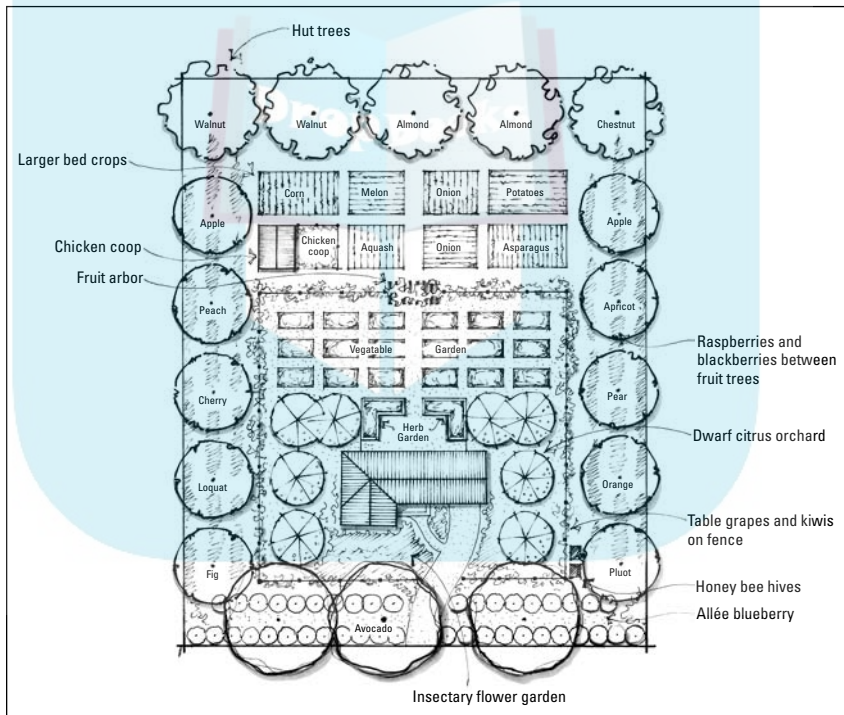 Hut trees
Walnut
Walnut
Almond
Almond
Chestnut
Larger bed crops
Corn
Melon
Onion
Potatoes
Apple
Apple
Chicken coop
Chicken
coop
Aquash
Onion
Asparagus
Fruit arbor
Peach
Apricot
Vegatable
Garden
Raspberries and
blackberries between
fruit trees
Cherry
Pear
Herb
Garden
Dwarf citrus orchard
Loquat
Orange
Table grapes and kiwis
on fence
Fig
Pluot
Honey bee hives
Allée blueberry
Avocado
Insectary flower garden